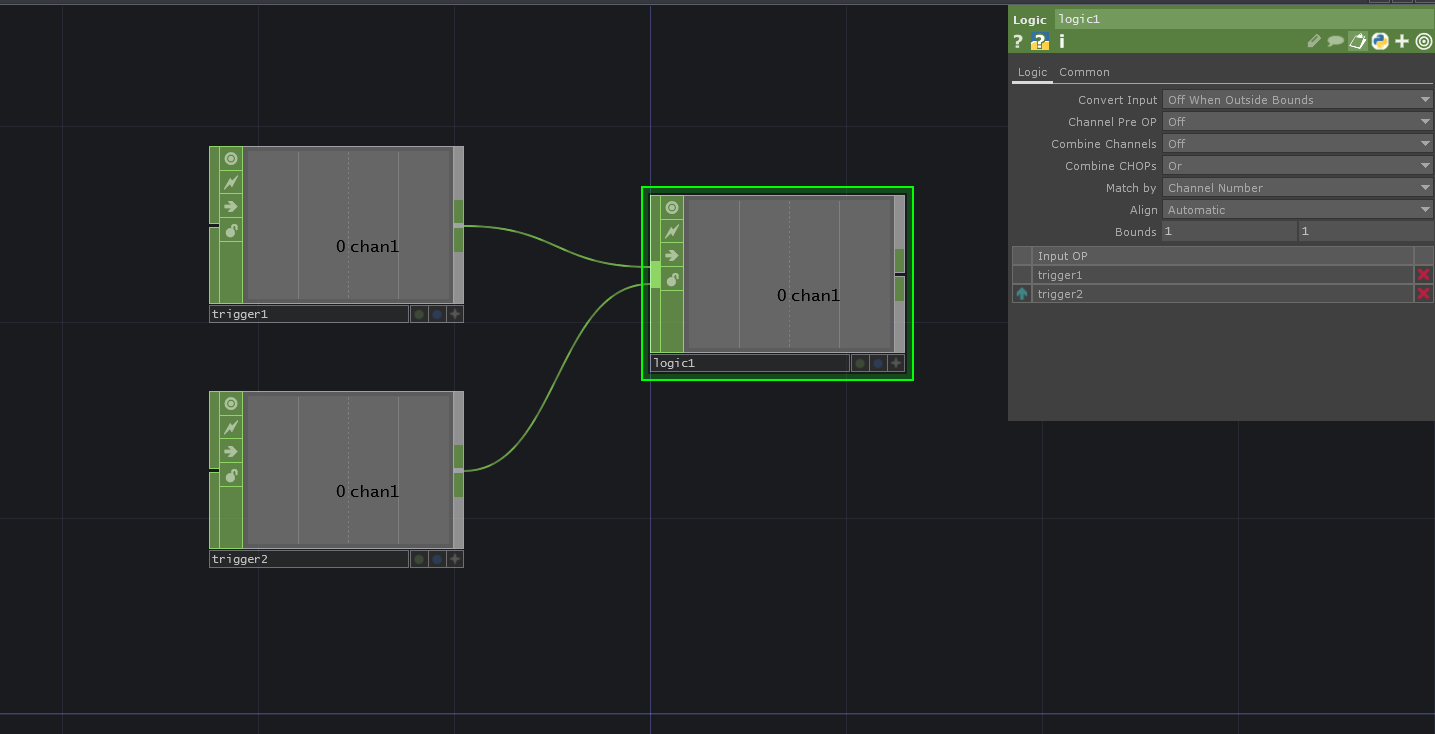 Logic logic1
? ? i
Logic Common
Convert Input Off When Outside Bounds
Channel Pre OP Off
Combine Channels Off
Combine CHOPs Or
Match by Channel Number
Align Automatic
Bounds 1 1
Input OP
trigger1
trigger2
0 chan1
trigger1
0 chan1
logic1
0 chan1
trigger2